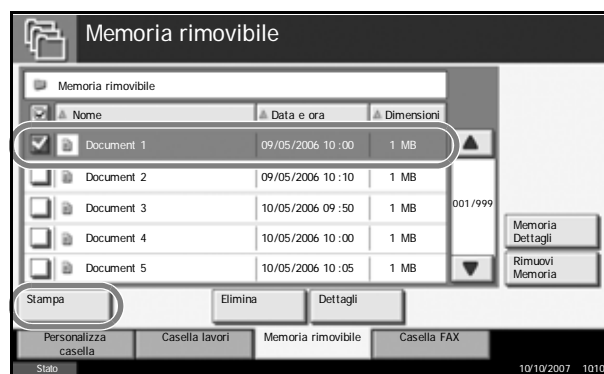 Memoria rimovibile
Memoria rimovibile
Nome Data e ora Dimensioni
Document 1 09/05/2006 10:00 1 MB
Document 2 09/05/2006 10:10 1 MB
Document 3 10/05/2006 09:50 1 MB
001/999
Document 4 10/05/2006 10:00 1 MB
Document 5 10/05/2006 10:05 1 MB
Memoria
Dettagli
Rimuovi
Memoria
Stampa Elimina Dettagli
Personalizza
casella
Casella lavori Memoria rimovibile Casella FAX
Stato 10/10/2007 10:10